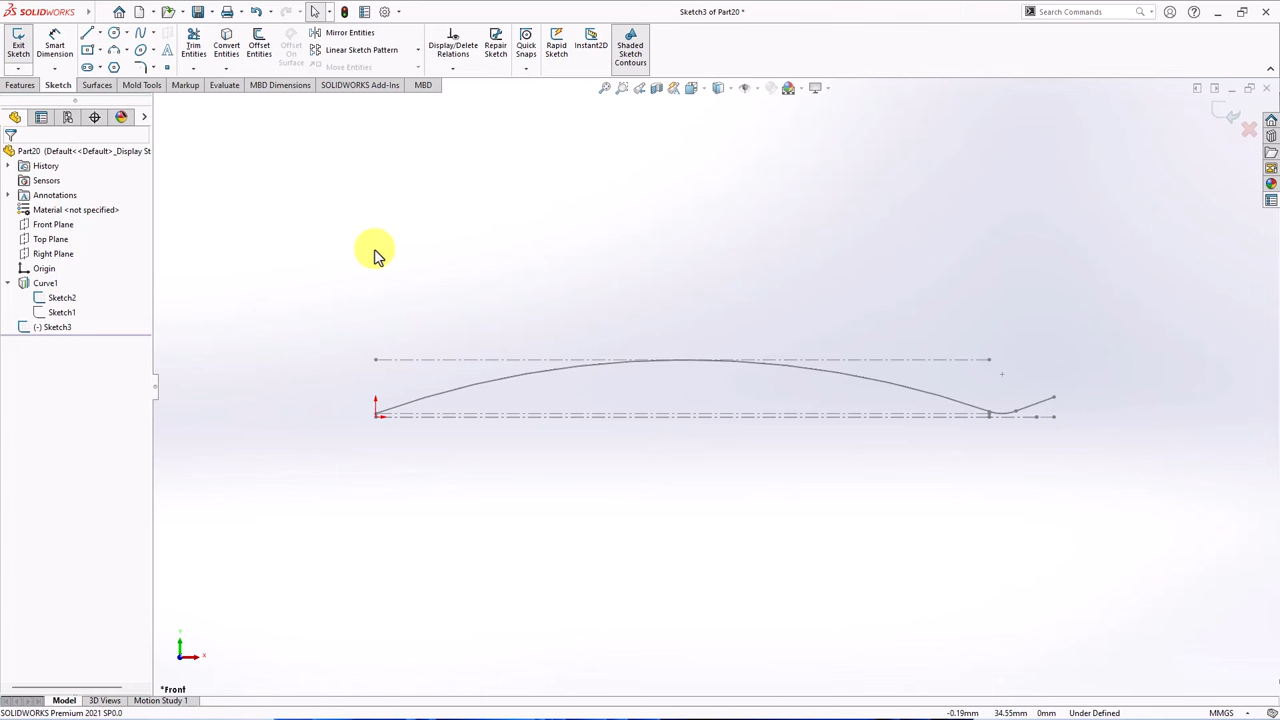 SOLIDWORKS
Sketch3 of Part20 *
Search Commands
Exit Sketch
Smart Dimension
Trim Entities
Convert Entities
Offset Entities
Offset On Surface
Mirror Entities
Linear Sketch Pattern
Move Entities
Display/Delete Relations
Repair Sketch
Quick Snaps
Rapid Sketch
Instant2D
Shaded Sketch Contours
Features
Sketch
Surfaces
Mold Tools
Markup
Evaluate
MBD Dimensions
SOLIDWORKS Add-Ins
MBD
Part20 (Default<<Default>_Display St
History
Sensors
Annotations
Material <not specified>
Front Plane
Top Plane
Right Plane
Origin
Curve1
Sketch2
Sketch1
(-) Sketch3
Y
X
*Front
Model
3D Views
Motion Study 1
SOLIDWORKS Premium 2021 SP0.0
-0.19mm
34.55mm
0mm
Under Defined
MMGS